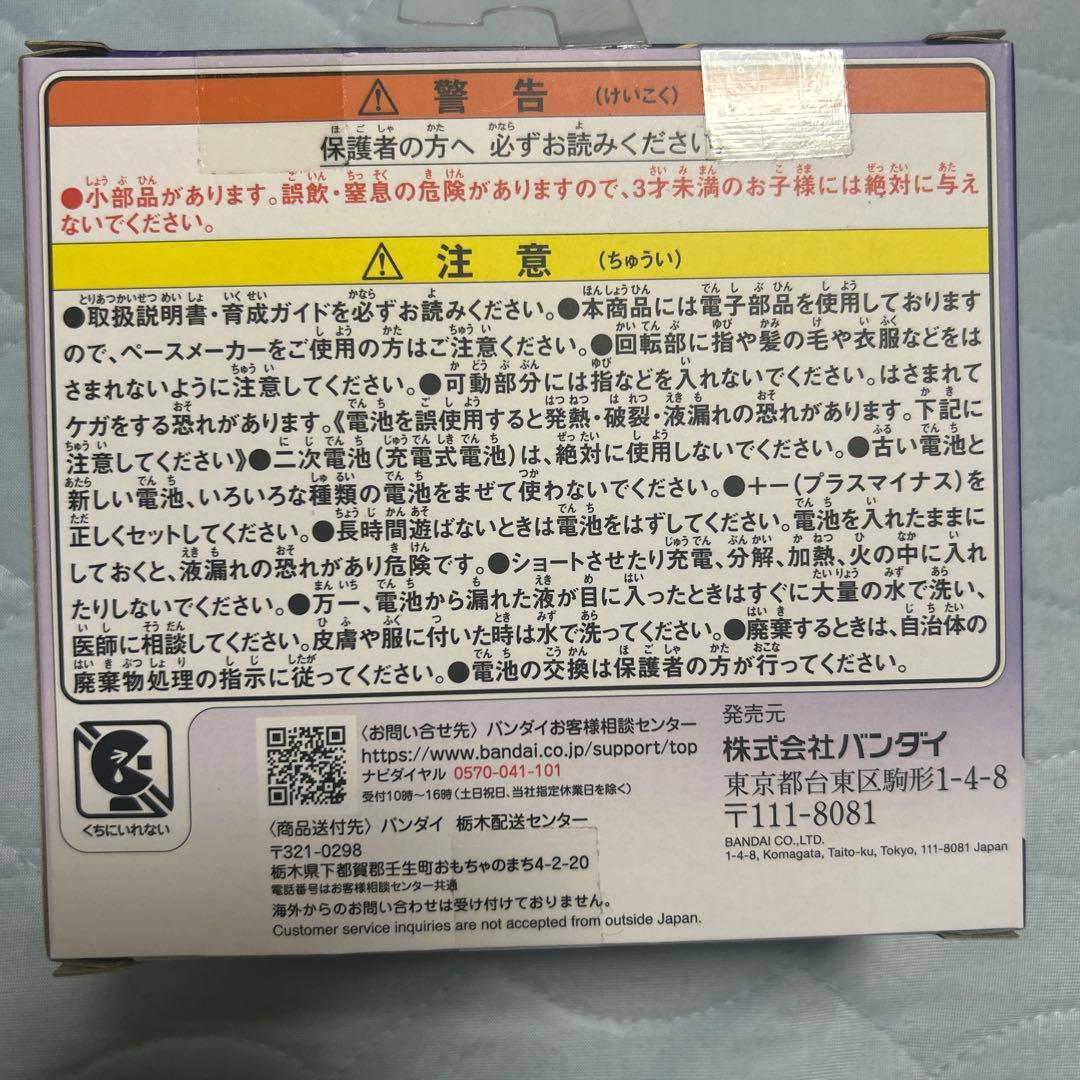 警告 (けいこく)
保護者の方へ 必ずお読みください。
●小部品があります。誤飲・窒息の危険がありますので、3才未満のお子様には絶対に与え
ないでください。
注意 (ちゅうい)
●取扱説明書・育成ガイドを必ずお読みください。●本商品には電子部品を使用しております
ので、ペースメーカーをご使用の方はご注意ください。●回転部に指や髪の毛や衣服などをは
さまれないように注意してください。●可動部分には指などを入れないでください。はさまれて
ケガをする恐れがあります。《電池を誤使用すると発熱・破裂・液漏れの恐れがあります。下記に
注意してください》●二次電池(充電式電池)は、絶対に使用しないでください。●古い電池と
新しい電池、いろいろな種類の電池をまぜて使わないでください。●+−(プラスマイナス)を
正しくセットしてください。●長時間遊ばないときは電池をはずしてください。電池を入れたままに
しておくと、液漏れの恐れがあり危険です。●ショートさせたり充電、分解、加熱、火の中に入れ
たりしないでください。●万一、電池から漏れた液が目に入ったときはすぐに大量の水で洗い、
医師に相談してください。皮膚や服に付いた時は水で洗ってください。●廃棄するときは、自治体の
廃棄物処理の指示に従ってください。●電池の交換は保護者の方が行ってください。
くちにいれない
〈お問い合せ先〉バンダイお客様相談センター
https://www.bandai.co.jp/support/top
ナビダイヤル 0570-041-101
受付10時〜16時(土日祝日、当社指定休業日を除く)
〈商品送付先〉バンダイ 栃木配送センター
〒321-0298
栃木県下都賀郡壬生町おもちゃのまち4-2-20
電話番号はお客様相談センター共通
海外からのお問い合わせは受け付けておりません。
Customer service inquiries are not accepted from outside Japan.
発売元
株式会社バンダイ
東京都台東区駒形1-4-8
〒111-8081
BANDAI CO.,LTD.
1-4-8, Komagata, Taito-ku, Tokyo, 111-8081 Japan